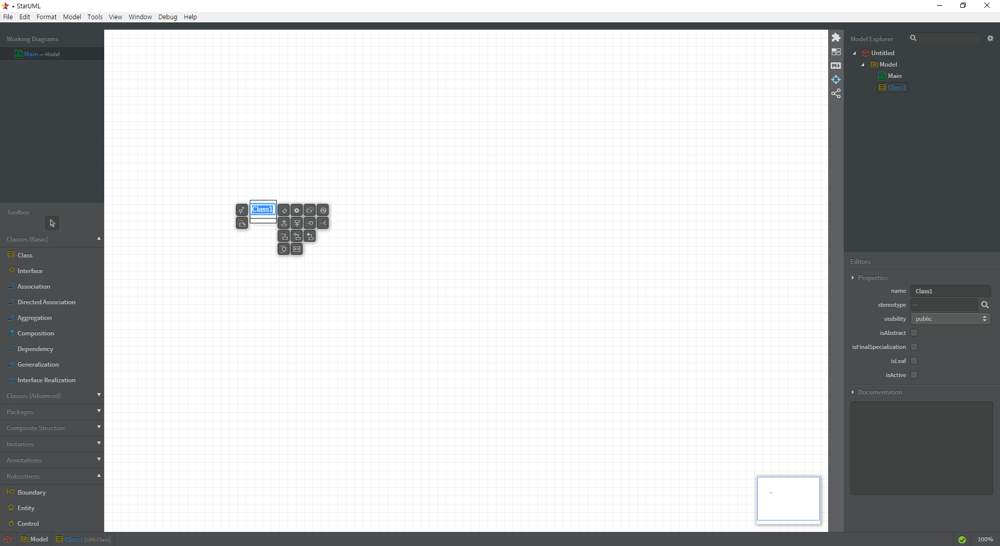 • StarUML
File Edit Format Model Tools View Window Debug Help
Working Diagrams
Main — Model
Toolbox
Classes (Basic)
Class
Interface
Association
Directed Association
Aggregation
Composition
Dependency
Generalization
Interface Realization
Classes (Advanced)
Packages
Composite Structure
Instances
Annotations
Robustness
Boundary
Entity
Control
Class1
M
Model Explorer
Untitled
Model
Main
Class1
Editors
Properties
name Class1
stereotype —
visibility public
isAbstract
isFinalSpecialization
isLeaf
isActive
Documentation
Model Class1 [UMLClass] 100%